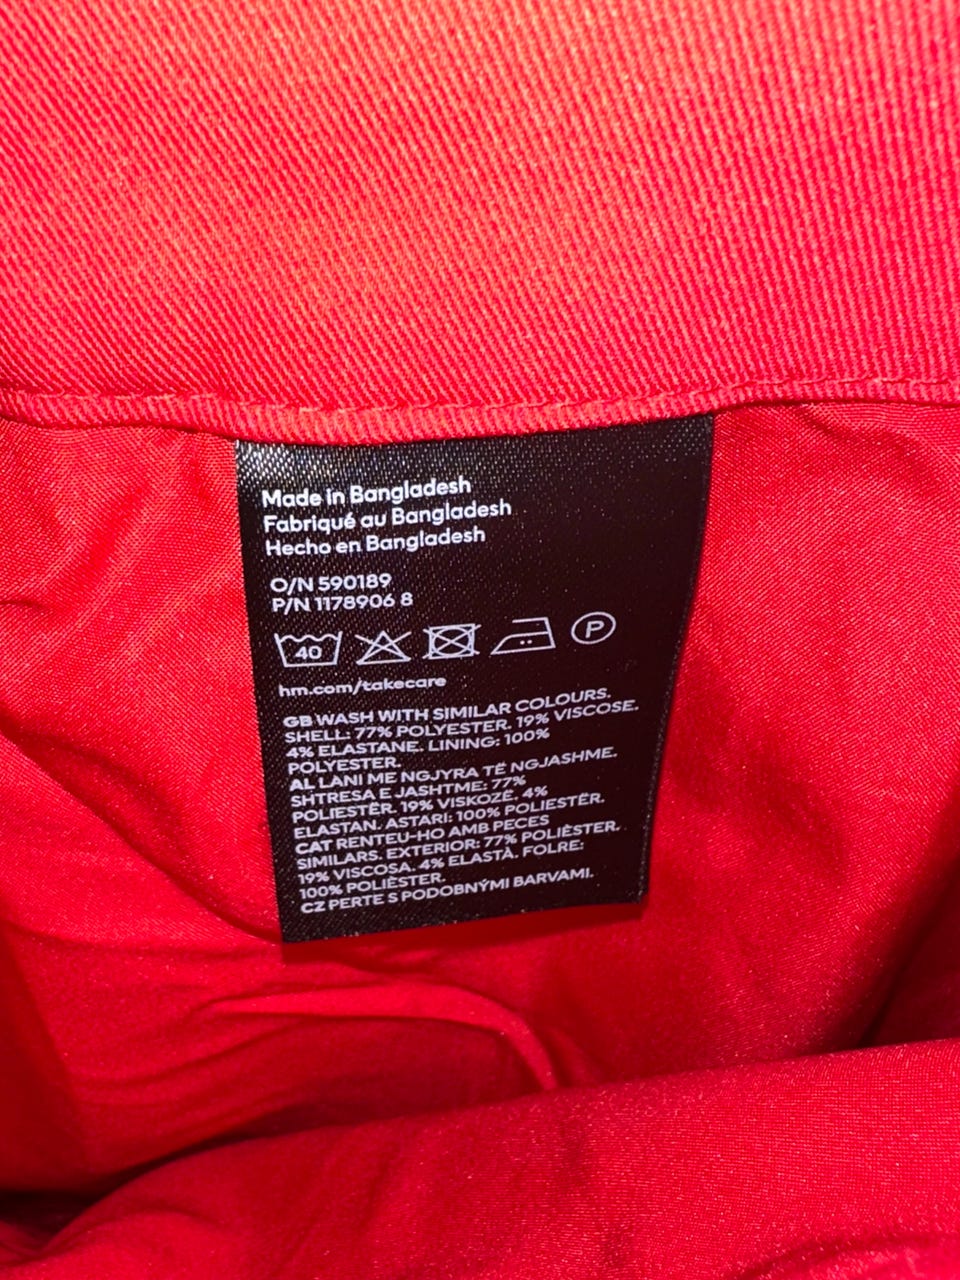 Made in Bangladesh
Fabriqué au Bangladesh
Hecho en Bangladesh
O/N 590189
P/N 1178906 8
40 P
hm.com/takecare
GB WASH WITH SIMILAR COLOURS.
SHELL: 77% POLYESTER. 19% VISCOSE.
4% ELASTANE. LINING: 100%
POLYESTER.
AL LANI ME NGJYRA TË NGJASHME.
SHTRESA E JASHTME: 77%
POLIESTËR. 19% VISKOZË. 4%
ELASTAN. ASTARI: 100% POLIESTËR.
CAT RENTEU-HO AMB PECES
SIMILARS. EXTERIOR: 77% POLIÈSTER.
19% VISCOSA. 4% ELASTÀ. FOLRE:
100% POLIÈSTER.
CZ PERTE S PODOBNÝMI BARVAMI.